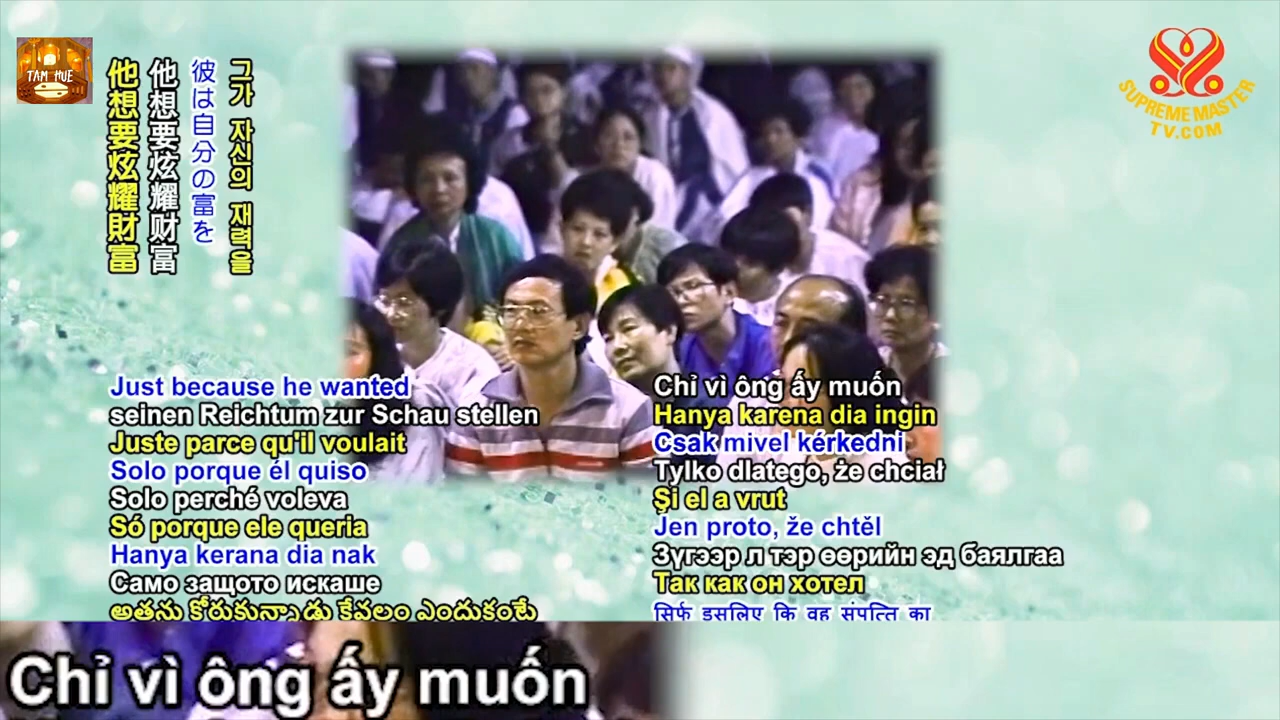 TAM HUE
SUPREME MASTER
TV.COM
그가 자신의 재력을
彼は自分の富を
他想要炫耀财富
他想要炫耀財富
Just because he wanted
seinen Reichtum zur Schau stellen
Juste parce qu'il voulait
Solo porque él quiso
Solo perché voleva
Só porque ele queria
Hanya kerana dia nak
Само защото искаше
అతను కోరుకున్నాడు కేవలం ఎందుకంటే
Chỉ vì ông ấy muốn
Hanya karena dia ingin
Csak mivel kérkedni
Tylko dlatego, że chciał
Şi el a vrut
Jen proto, že chtěl
Зүгээр л тэр өөрийн эд баялгаа
Так как он хотел
सिर्फ इसलिए कि वह संपत्ति का
Chỉ vì ông ấy muốn